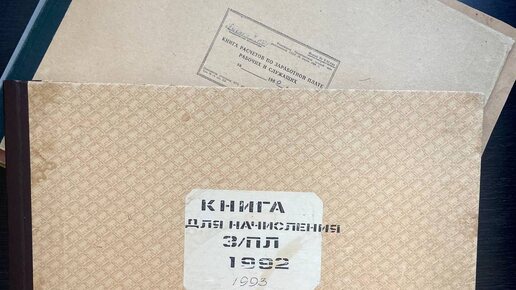 КНИГА РАСЧЕТОВ ПО ЗАРАБОТНОЙ ПЛАТЕ
РАБОЧИХ И СЛУЖАЩИХ
КНИГА
ДЛЯ НАЧИСЛЕНИЯ
З/ПЛ
1992
1993